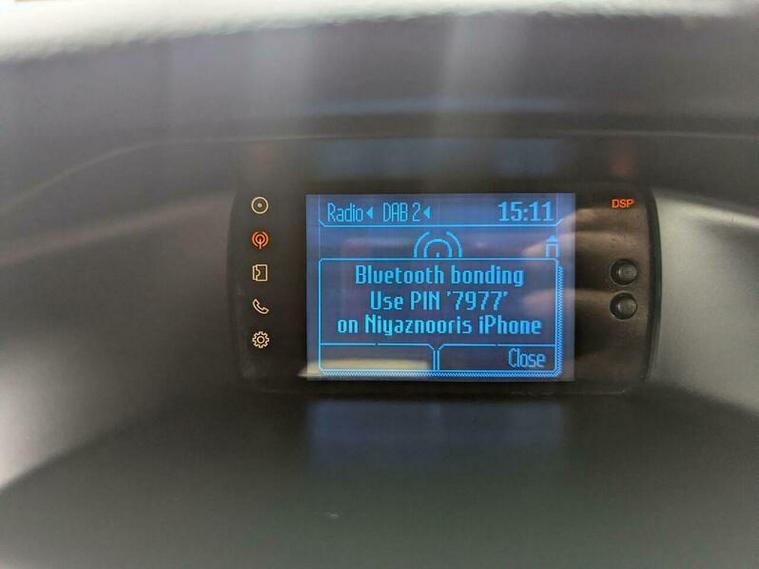 Radio DAB 2 15:11
DSP
Bluetooth bonding
Use PIN '7977'
on Niyaznooris iPhone
Close